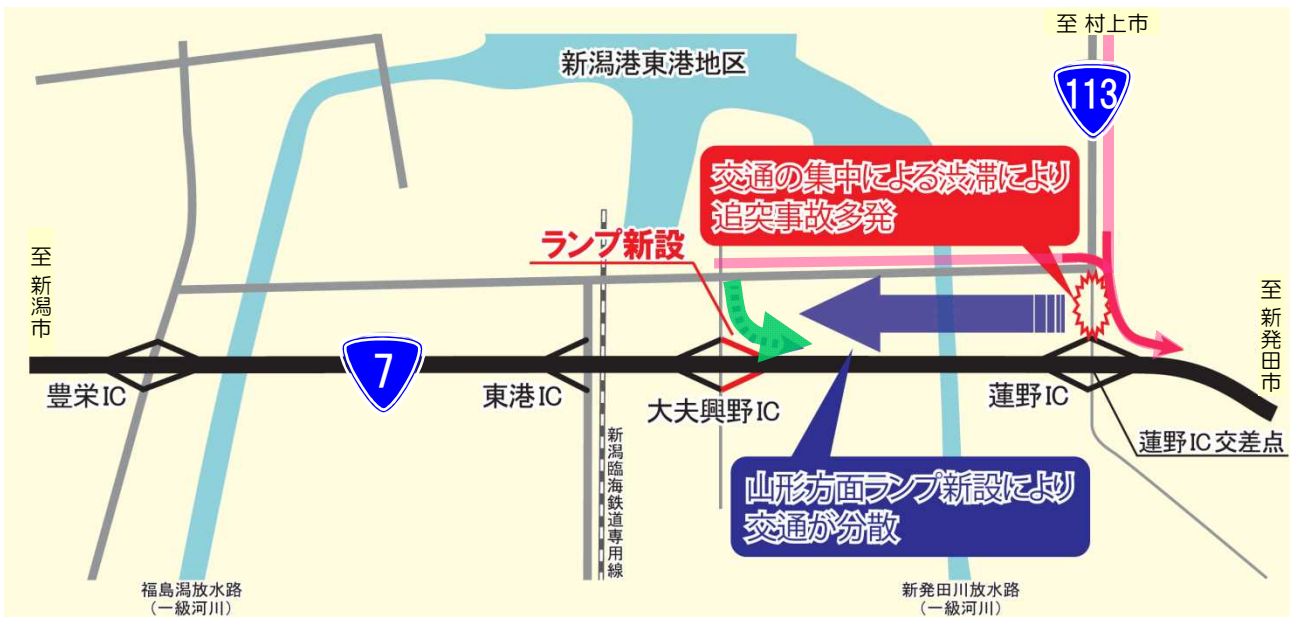 至 村上市
新潟港東港地区
113
交通の集中による渋滞により
追突事故多発
ランプ新設
至 新潟市
至 新発田市
7
豊栄IC
東港IC
大夫興野IC
蓮野IC
蓮野IC交差点
新潟臨海鉄道専用線
山形方面ランプ新設により
交通が分散
福島潟放水路
(一級河川)
新発田川放水路
(一級河川)